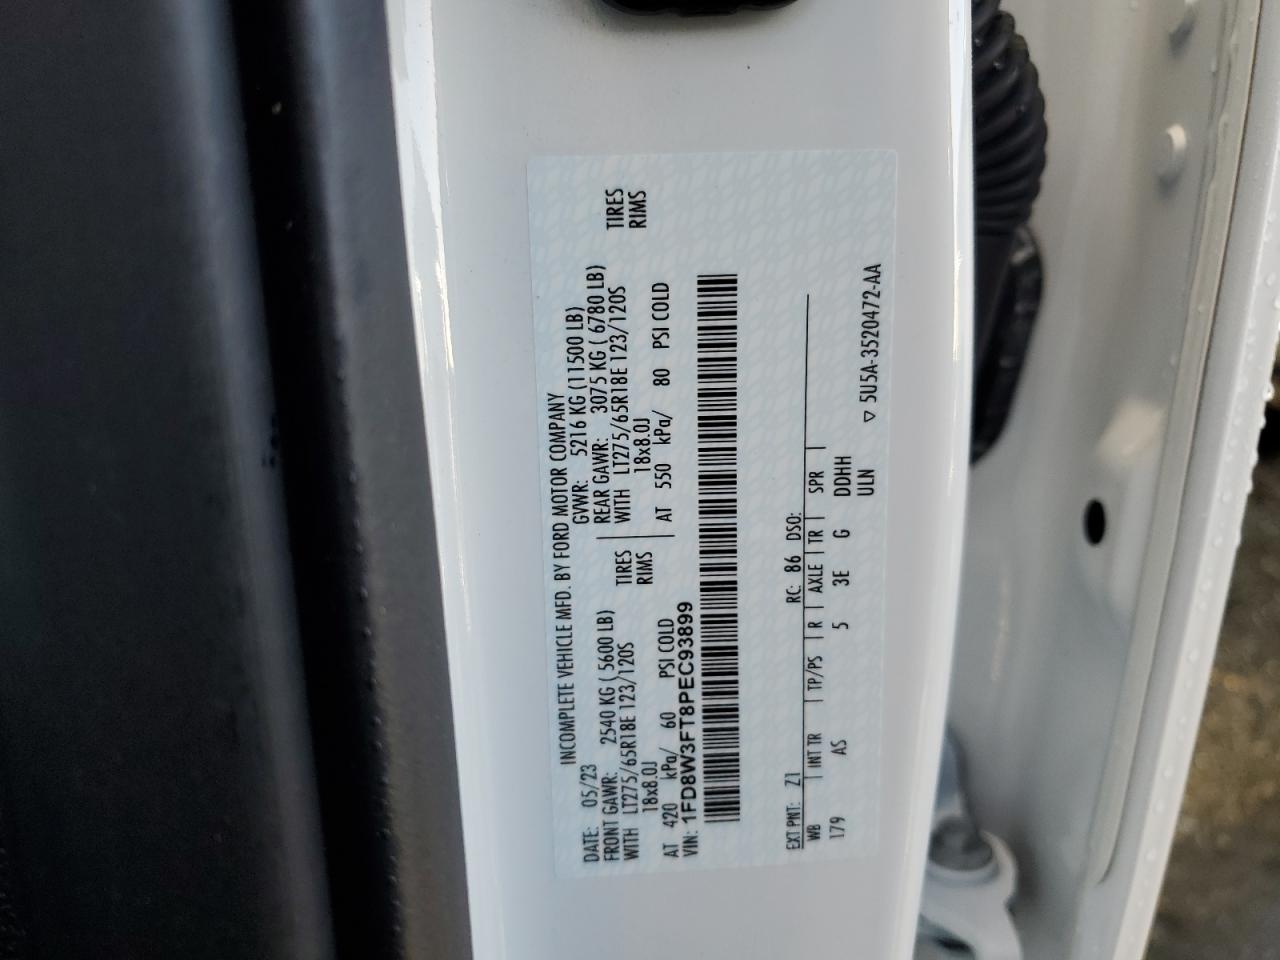 INCOMPLETE VEHICLE MFD. BY FORD MOTOR COMPANY
DATE: 05/23 GVWR: 5216 KG (11500 LB)
FRONT GAWR: 2540 KG ( 5600 LB) REAR GAWR: 3075 KG ( 6780 LB)
WITH LT275/65R18E 123/120S TIRES WITH LT275/65R18E 123/120S TIRES
18x8.0J RIMS 18x8.0J RIMS
AT 420 kPa/ 60 PSI COLD AT 550 kPa/ 80 PSI COLD
VIN: 1FD8W3FT8PEC93899
EXT PNT: Z1 RC: 86 DSO:
WB INT TR TP/PS R AXLE TR SPR
179 AS 5 3E G DDHH
ULN
▽ 5U5A-3520472-AA